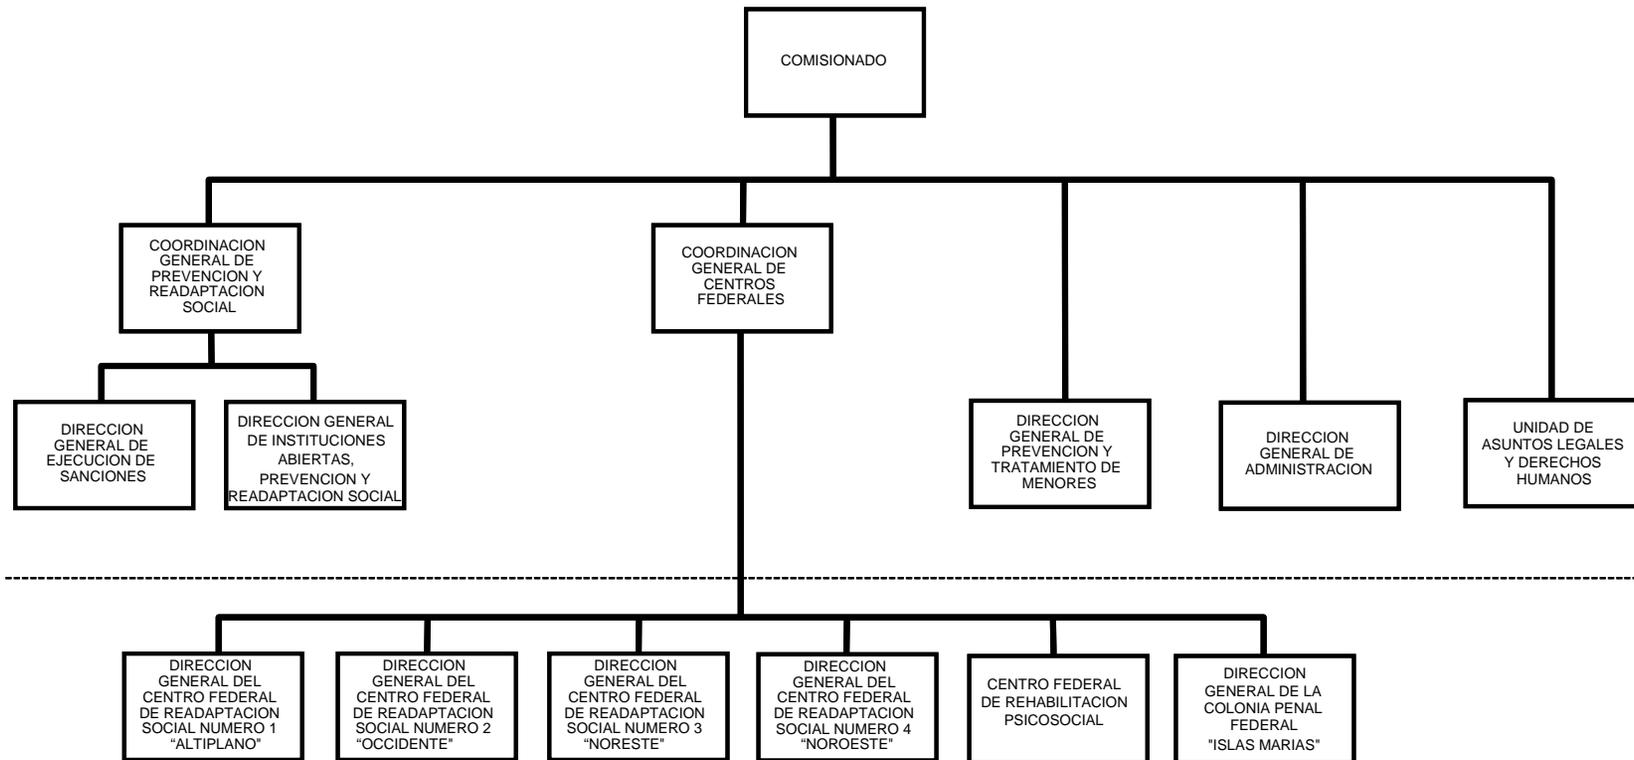 COMISIONADO
COORDINACION
GENERAL DE
PREVENCION Y
READAPTACION
SOCIAL
COORDINACION
GENERAL DE
CENTROS
FEDERALES
DIRECCION
GENERAL DE
EJECUCION DE
SANCIONES
DIRECCION GENERAL
DE INSTITUCIONES
ABIERTAS,
PREVENCION Y
READAPTACION SOCIAL
DIRECCION
GENERAL DE
PREVENCION Y
TRATAMIENTO DE
MENORES
DIRECCION
GENERAL DE
ADMINISTRACION
UNIDAD DE
ASUNTOS LEGALES
Y DERECHOS
HUMANOS
DIRECCION
GENERAL DEL
CENTRO FEDERAL
DE READAPTACION
SOCIAL NUMERO 1
“ALTIPLANO”
DIRECCION
GENERAL DEL
CENTRO FEDERAL
DE READAPTACION
SOCIAL NUMERO 2
“OCCIDENTE”
DIRECCION
GENERAL DEL
CENTRO FEDERAL
DE READAPTACION
SOCIAL NUMERO 3
“NORESTE”
DIRECCION
GENERAL DEL
CENTRO FEDERAL
DE READAPTACION
SOCIAL NUMERO 4
“NOROESTE”
CENTRO FEDERAL
DE REHABILITACION
PSICOSOCIAL
DIRECCION
GENERAL DE LA
COLONIA PENAL
FEDERAL
"ISLAS MARIAS"